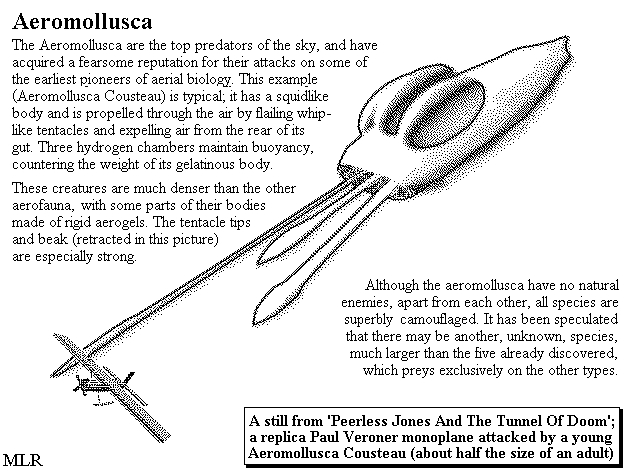 Aeromollusca
The Aeromollusca are the top predators of the sky, and have
acquired a fearsome reputation for their attacks on some of
the earliest pioneers of aerial biology. This example
(Aeromollusca Cousteau) is typical; it has a squidlike
body and is propelled through the air by flailing whip-
like tentacles and expelling air from the rear of its
gut. Three hydrogen chambers maintain buoyancy,
countering the weight of its gelatinous body.
These creatures are much denser than the other
aerofauna, with some parts of their bodies
made of rigid aerogels. The tentacle tips
and beak (retracted in this picture)
are especially strong.
Although the aeromollusca have no natural
enemies, apart from each other, all species are
superbly camouflaged. It has been speculated
that there may be another, unknown, species,
much larger than the five already discovered,
which preys exclusively on the other types.
A still from 'Peerless Jones And The Tunnel Of Doom';
a replica Paul Veroner monoplane attacked by a young
Aeromollusca Cousteau (about half the size of an adult)
MLR